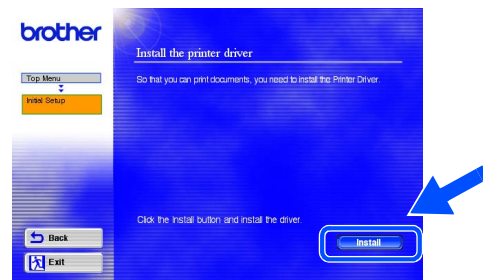 brother
Install the printer driver
Top Menu
So that you can print documents, you need to install the Printer Driver.
Initial Setup
Click the Install button and install the driver.
Install
Back
Exit